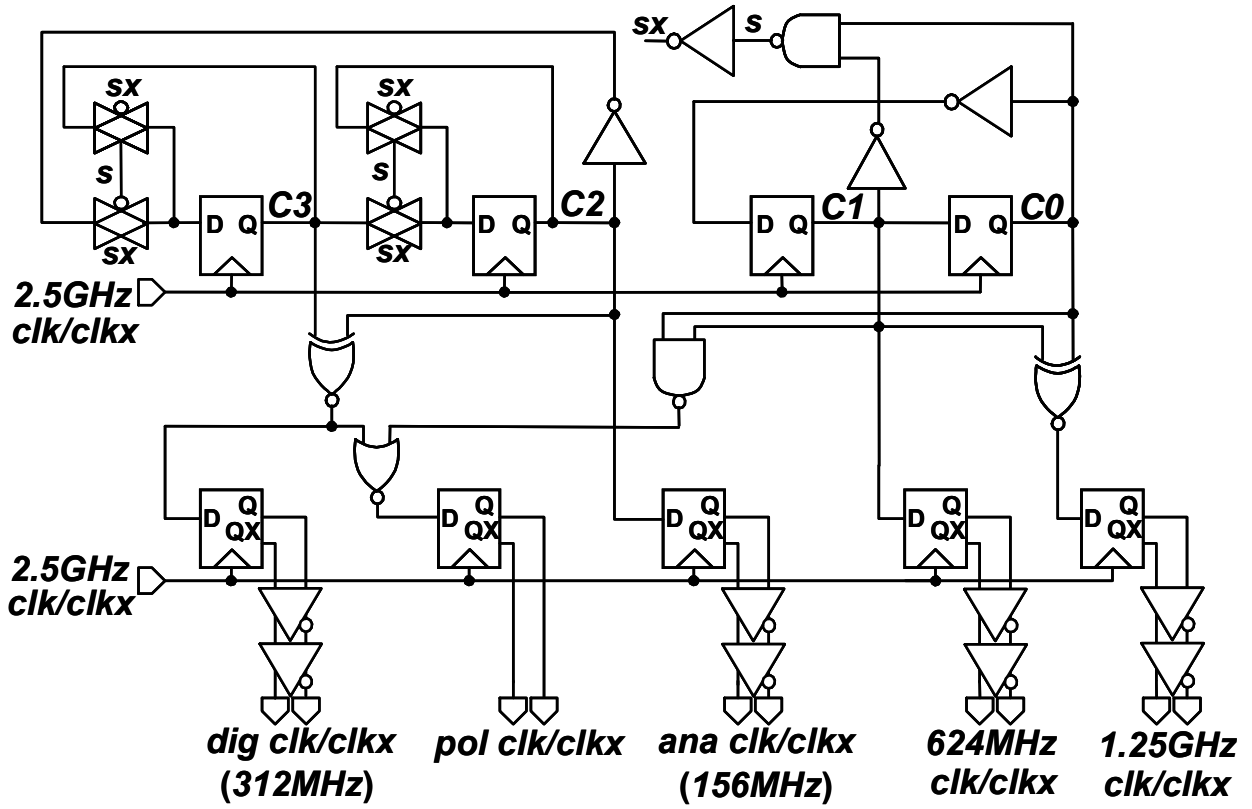 sx
s
sx
sx
s
s
C3
C2
C1
C0
D Q
D Q
D Q
D Q
sx
sx
2.5GHz
clk/clkx
D Q
QX
D Q
QX
D Q
QX
D Q
QX
D Q
QX
2.5GHz
clk/clkx
dig clk/clkx
(312MHz)
pol clk/clkx
ana clk/clkx
(156MHz)
624MHz
clk/clkx
1.25GHz
clk/clkx